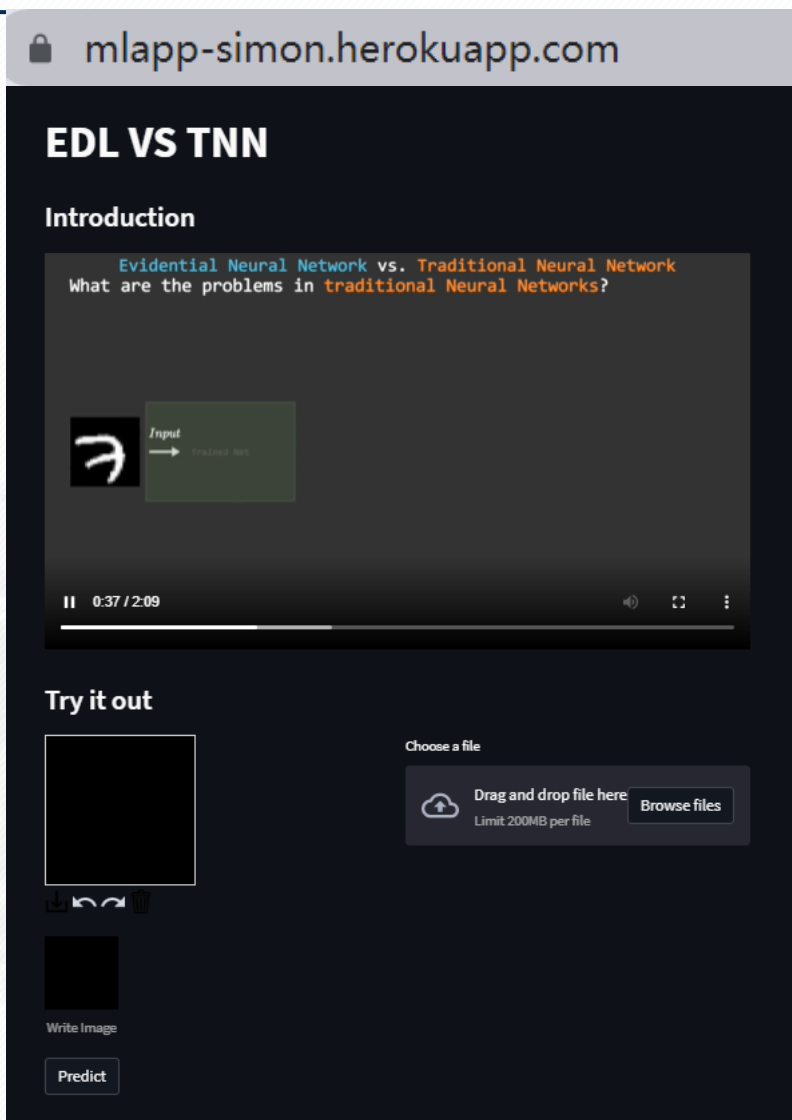 mlapp-simon.herokuapp.com
EDL VS TNN
Introduction
Evidential Neural Network vs. Traditional Neural Network
What are the problems in traditional Neural Networks?
Input
Trained Net
0:37 / 2:09
Try it out
Choose a file
Drag and drop file here
Limit 200MB per file
Browse files
Write Image
Predict